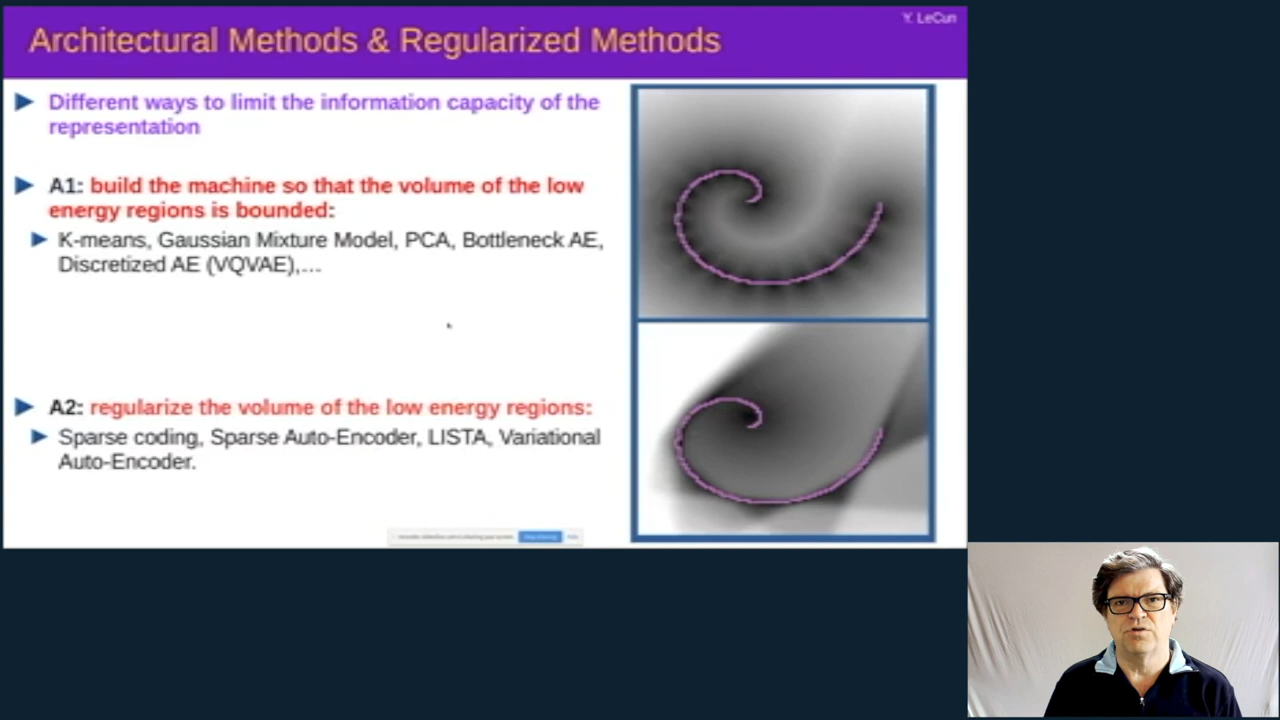 Y. LeCun
Architectural Methods & Regularized Methods
Different ways to limit the information capacity of the
representation
A1: build the machine so that the volume of the low
energy regions is bounded:
K-means, Gaussian Mixture Model, PCA, Bottleneck AE,
Discretized AE (VQVAE),…
A2: regularize the volume of the low energy regions:
Sparse coding, Sparse Auto-Encoder, LISTA, Variational
Auto-Encoder.